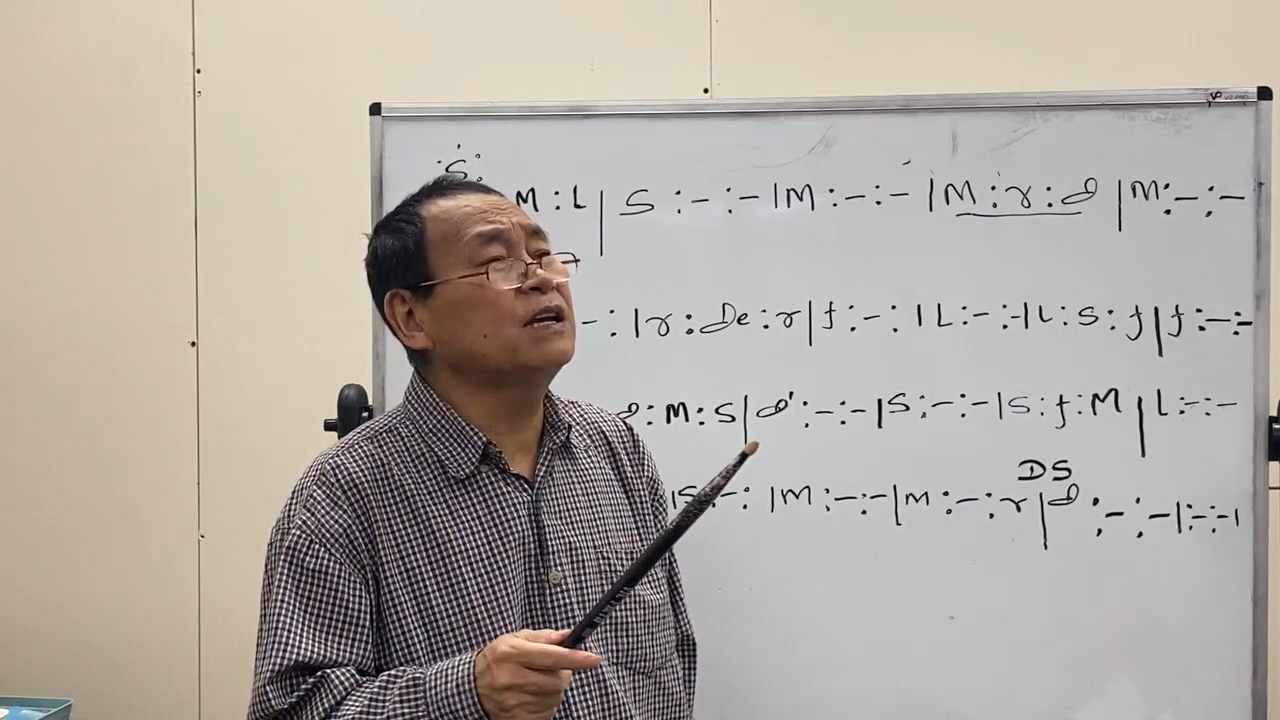 ·S:
M : L | S : - : - | M : - : - | M : r : d | M : - : -
- : | r : De : r | f : - : | L : - : - | L : S : f | f : - : -
d : M : S | d' : - : - | S : - : - | S : f : M | L : - : -
DS
| S : - : | M : - : - | M : - : r | d : - : - | - : - |